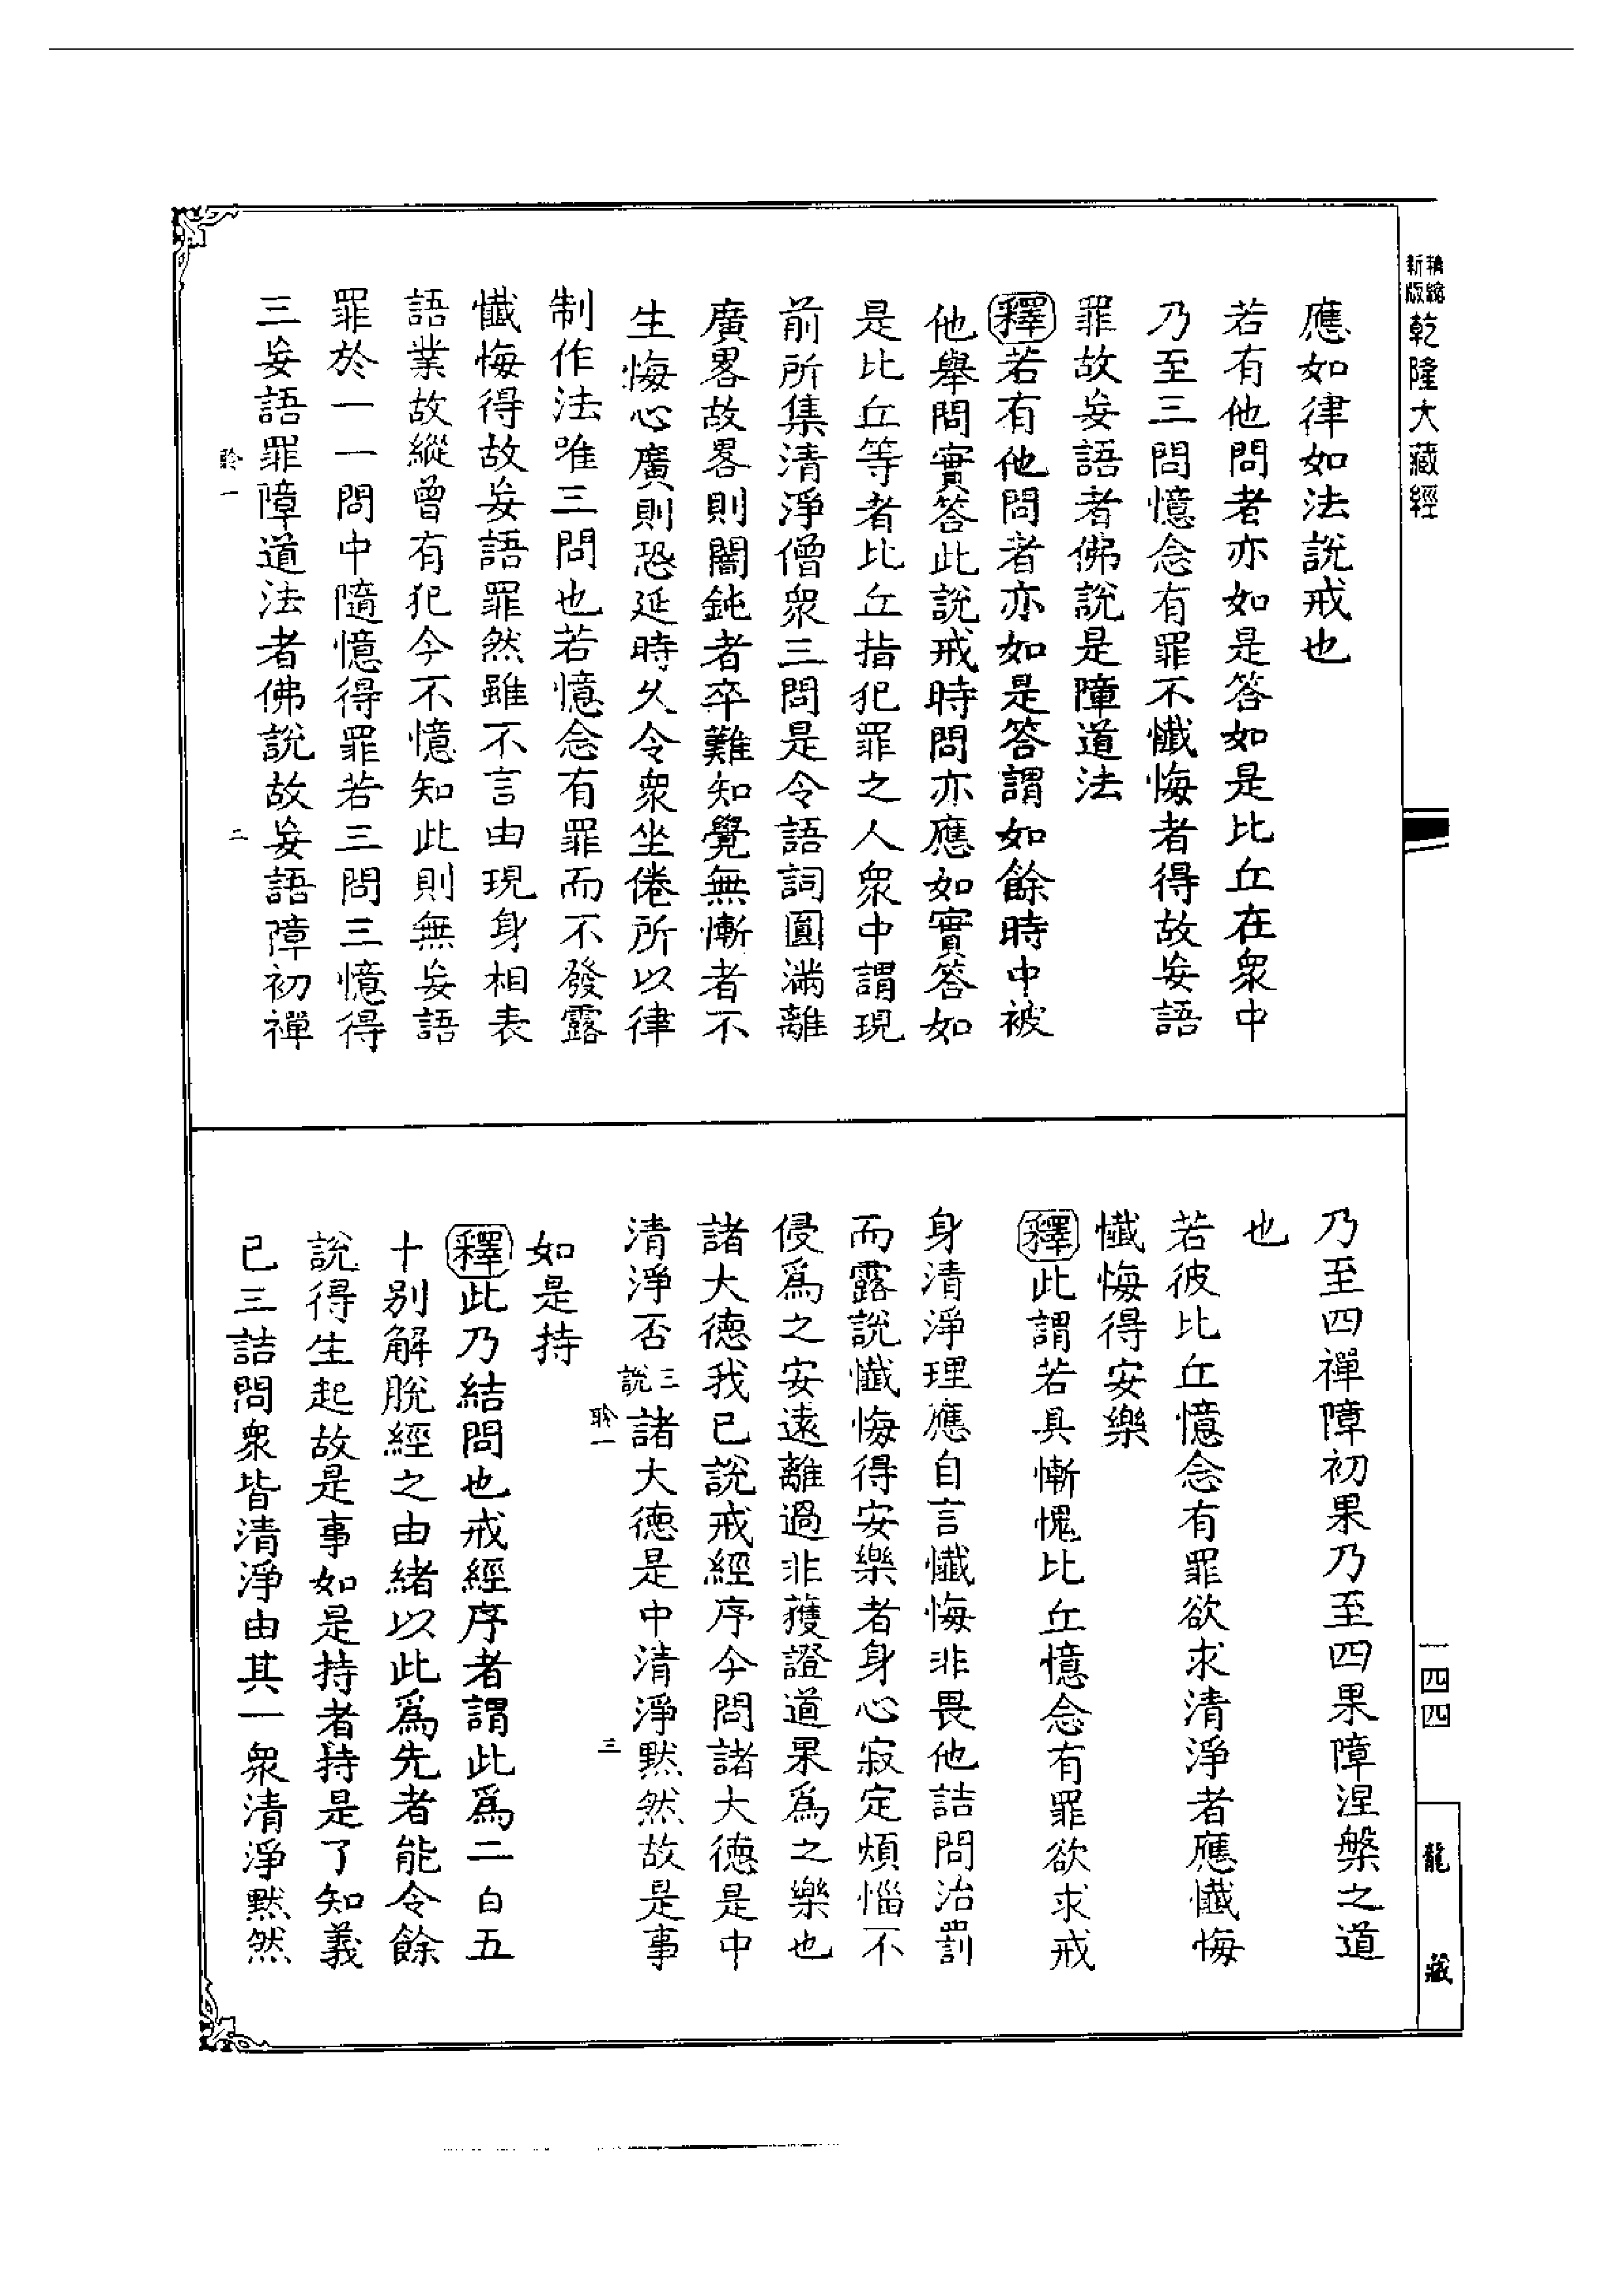 新版精縮乾隆大藏經
應如律如法說戒也
若有他問者亦如是答如是比丘在衆中
乃至三問憶念有罪不懺悔者得故妄語
罪故妄語者佛說是障道法
釋若有他問者亦如是答謂如餘時中被
他舉問實答此說戒時問亦應如實答如
是比丘等者比丘指犯罪之人衆中謂現
前所集清淨僧衆三問是令語詞圓滿離
廣畧故畧則闇鈍者卒難知覺無慚者不
生悔心廣則恐延時久令衆坐倦所以律
制作法唯三問也若憶念有罪而不發露
懺悔得故妄語罪然雖不言由現身相表
語業故縱曾有犯今不憶知此則無妄語
罪於一一問中隨憶得罪若三問三憶得
三妄語罪障道法者佛說故妄語障初禪
聆一 二
乃至四禪障初果乃至四果障涅槃之道
也
若彼比丘憶念有罪欲求清淨者應懺悔
懺悔得安樂
釋此謂若具慚愧比丘憶念有罪欲求戒
身清淨理應自言懺悔非畏他詰問治罰
而露說懺悔得安樂者身心寂定煩惱不
侵爲之安遠離過非獲證道果爲之樂也
諸大德我已說戒經序今問諸大德是中
清淨否三說諸大德是中清淨默然故是事
聆一 三
如是持
釋此乃結問也戒經序者謂此爲二百五
十別解脫經之由緒以此爲先者能令餘
說得生起故是事如是持者持是了知義
已三詰問衆皆清淨由其一衆清淨默然
一四四
龍藏